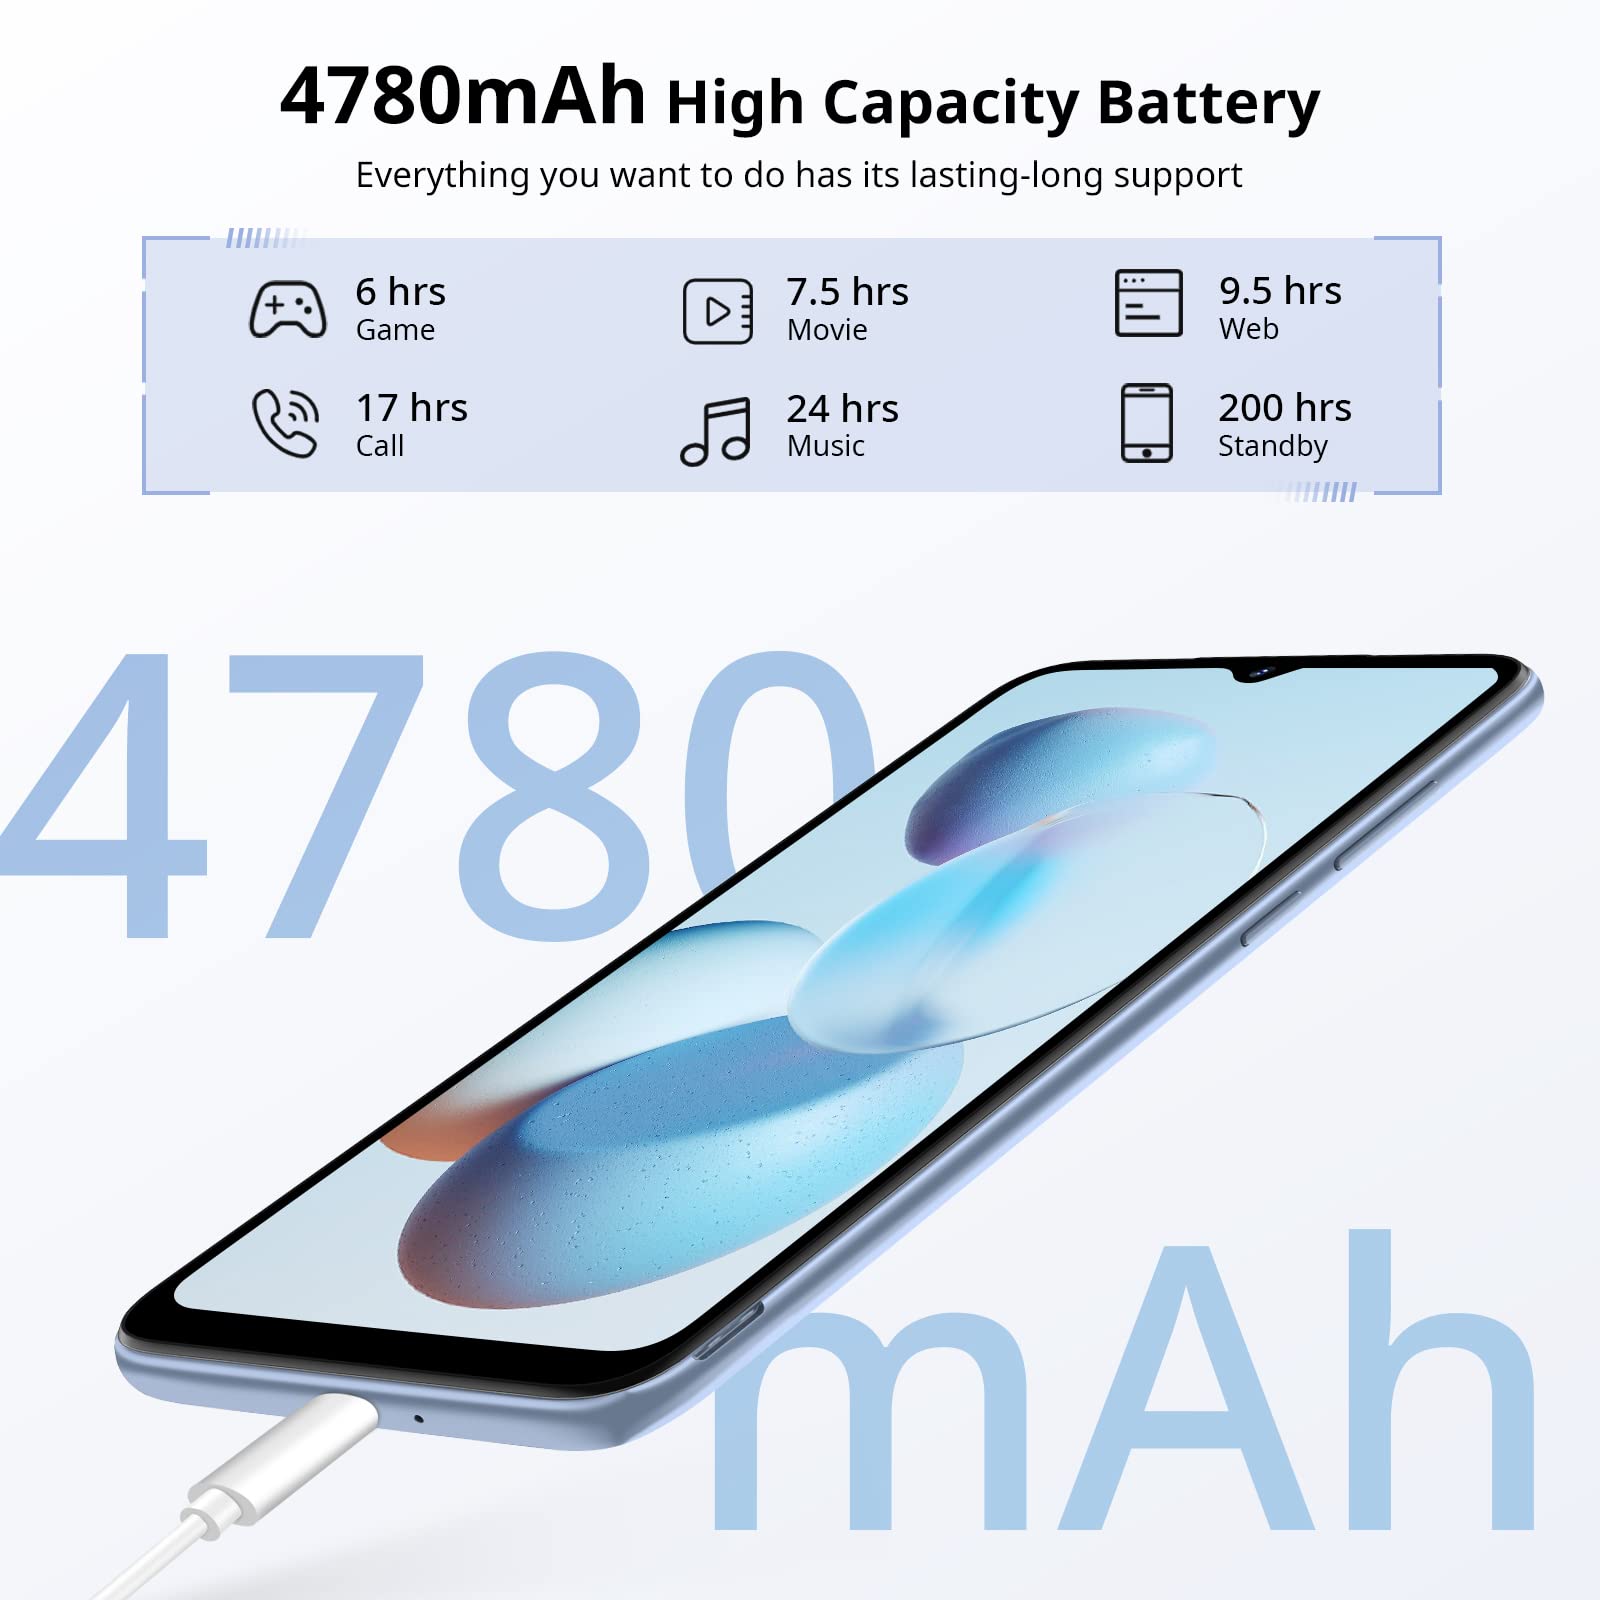 4780mAh High Capacity Battery
Everything you want to do has its lasting-long support
6 hrs
Game
7.5 hrs
Movie
9.5 hrs
Web
17 hrs
Call
24 hrs
Music
200 hrs
Standby
4780
mAh